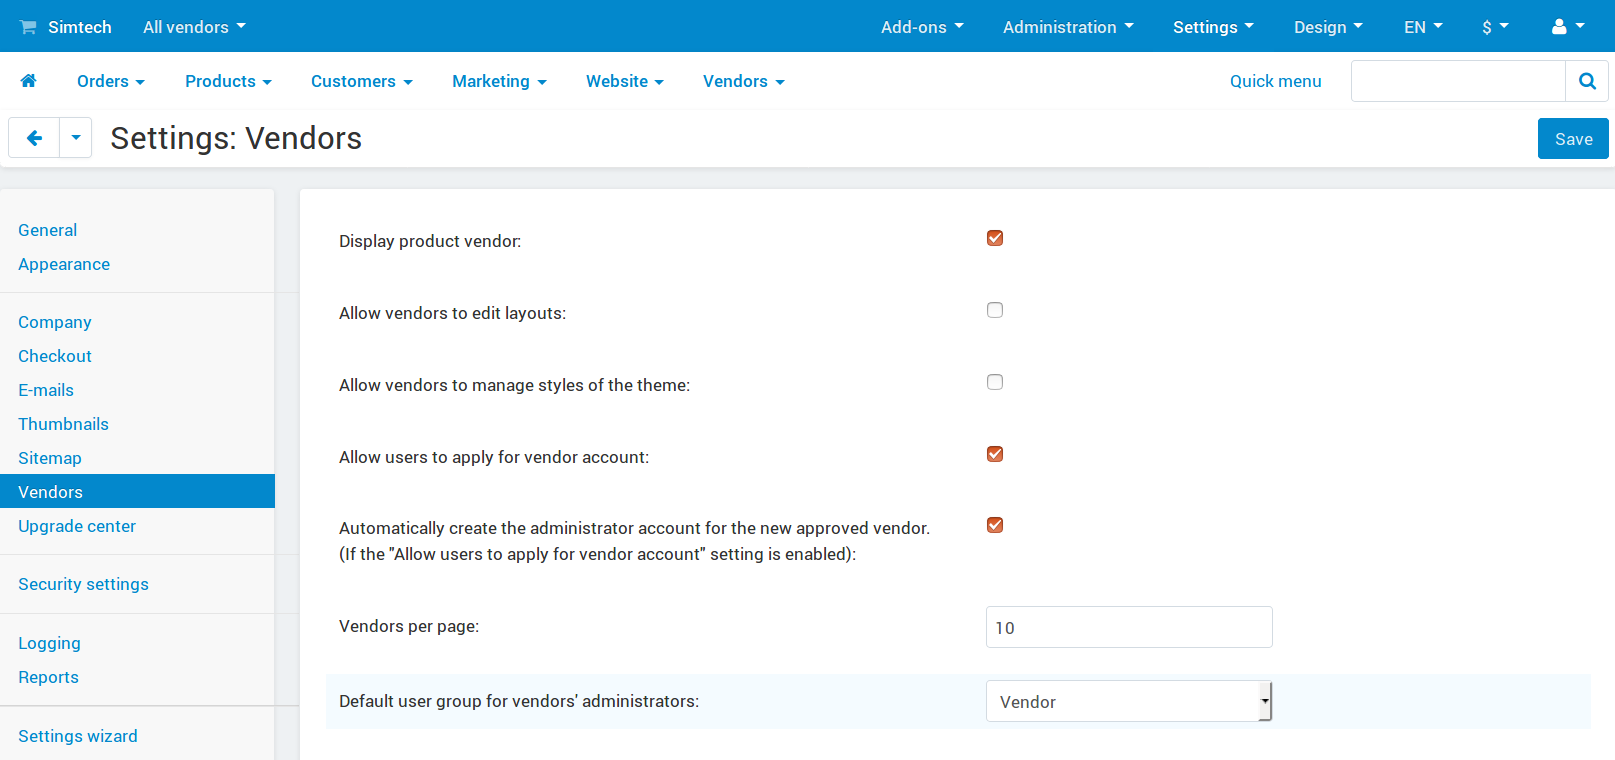 Simtech All vendors Add-ons Administration Settings Design EN $
Orders Products Customers Marketing Website Vendors Quick menu
Settings: Vendors Save
General
Appearance
Company
Checkout
E-mails
Thumbnails
Sitemap
Vendors
Upgrade center
Security settings
Logging
Reports
Settings wizard
Display product vendor:
Allow vendors to edit layouts:
Allow vendors to manage styles of the theme:
Allow users to apply for vendor account:
Automatically create the administrator account for the new approved vendor.
(If the "Allow users to apply for vendor account" setting is enabled):
Vendors per page: 10
Default user group for vendors' administrators: Vendor